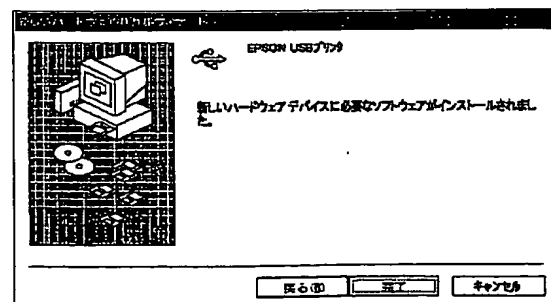 EPSON USBプリンタ
新しいハードウェア デバイスに必要なソフトウェアがインストールされまし
た。
戻る(B)
完了
キャンセル